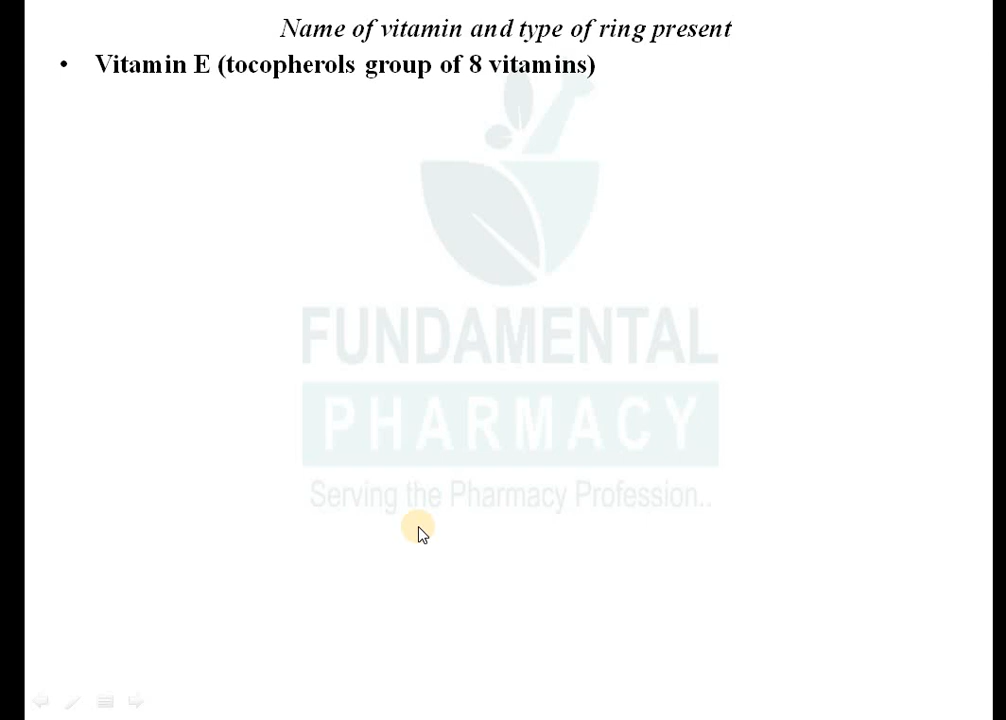 Name of vitamin and type of ring present
• Vitamin E (tocopherols group of 8 vitamins)
FUNDAMENTAL
PHARMACY
Serving the Pharmacy Profession..